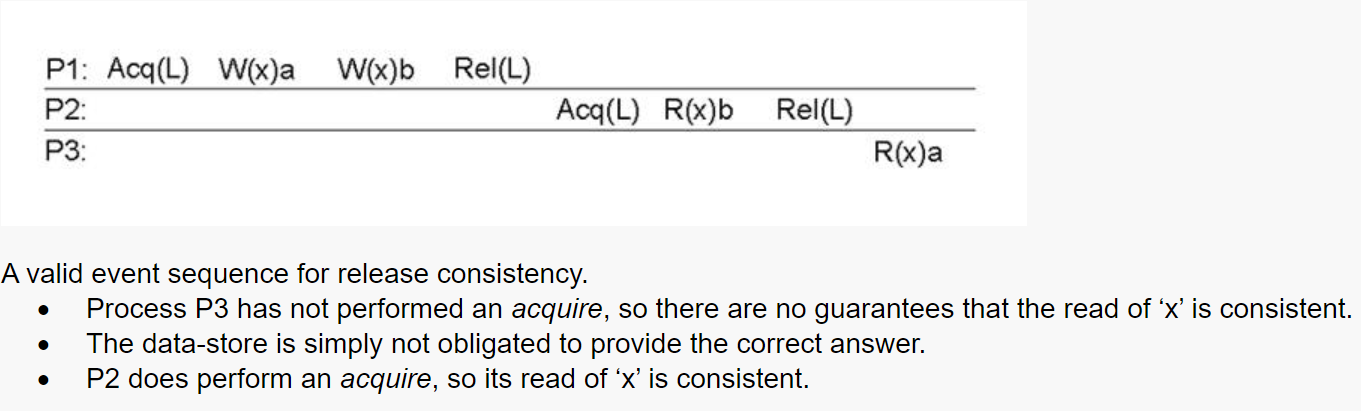 P1: Acq(L) W(x)a W(x)b Rel(L)
P2: Acq(L) R(x)b Rel(L)
P3: R(x)a
A valid event sequence for release consistency.
• Process P3 has not performed an acquire, so there are no guarantees that the read of ‘x’ is consistent.
• The data-store is simply not obligated to provide the correct answer.
• P2 does perform an acquire, so its read of ‘x’ is consistent.